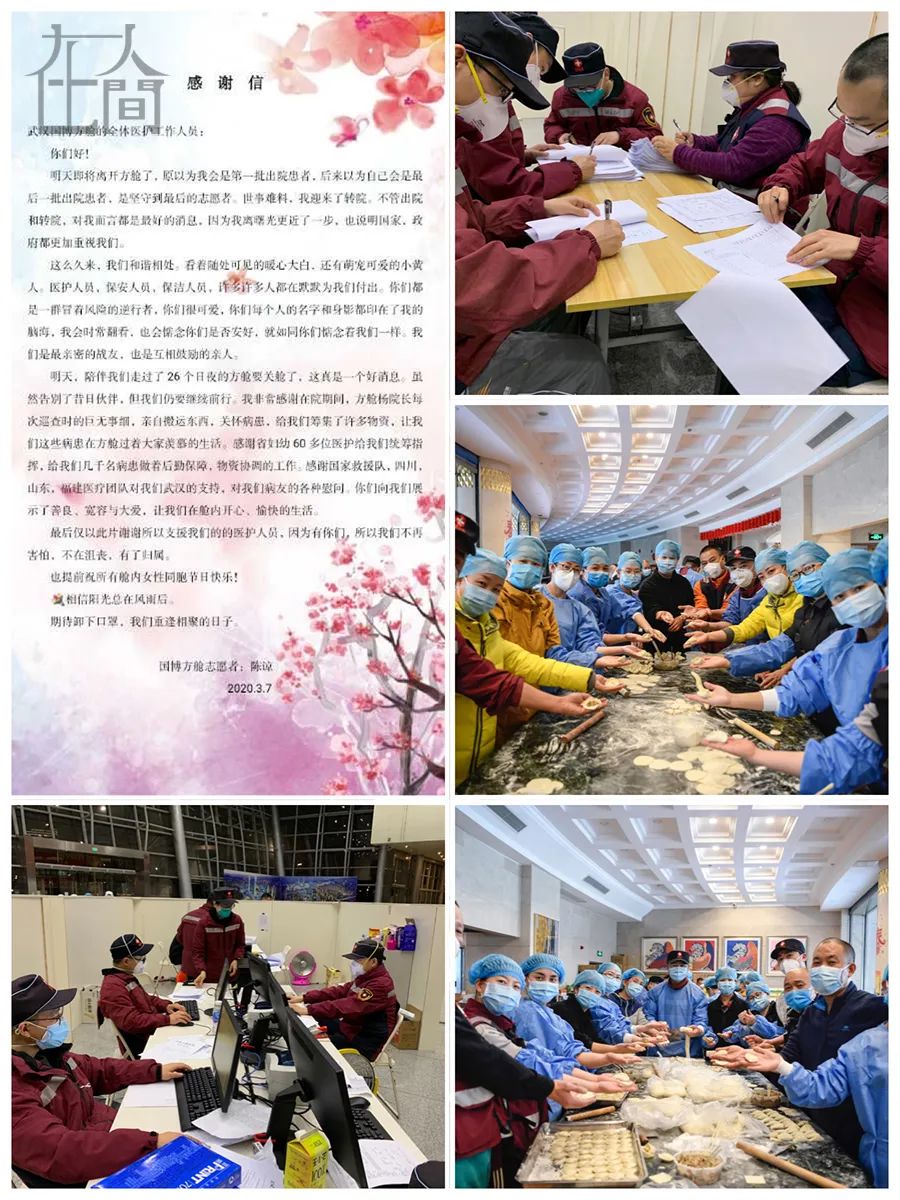 在人間
感谢信
武汉国博方舱的全体医护工作人员：
你们好！
明天即将离开方舱了，原以为我会是第一批出院患者，后来以为自己会是最
后一批出院患者，是坚守到最后的志愿者。世事难料，我迎来了转院。不管出院
和转院，对我而言都是最好的消息，因为我离曙光更近了一步，也说明国家、政
府都更加重视我们。
这么久来，我们和谐相处。看着随处可见的暖心大白，还有萌宠可爱的小黄
人。医护人员，保安人员，保洁人员，许多许多人都在默默为我们付出。你们都
是一群冒着风险的逆行者，你们很可爱，你们每个人的名字和身影都印在了我的
脑海，我会时常翻看，也会惦念你们是否安好，就如同你们惦念着我们一样。我
们是最亲密的战友，也是互相鼓励的亲人。
明天，陪伴我们走过了 26 个日夜的方舱要关舱了，这真是一个好消息。虽
然告别了昔日伙伴，但我们仍要继续前行。我非常感谢在院期间，方舱杨院长每
次巡查时的巨无事细，亲自搬运东西，关怀病患，给我们筹集了许多物资，让我
们这些病患在方舱过着大家羡慕的生活。感谢省妇幼 60 多位医护给我们统筹指
挥，给我们几千名病患做着后勤保障，物资协调的工作。感谢国家救援队、四川，
山东，福建医疗团队对我们武汉的支持，对我们病友的各种慰问。你们向我们展
示了善良、宽容与大爱，让我们在舱内开心、愉快的生活。
最后仅以此片谢谢所以支援我们的的医护人员，因为有你们，所以我们不再
害怕，不在沮丧，有了归属。
也提前祝所有舱内女性同胞节日快乐！
相信阳光总在风雨后。
期待卸下口罩，我们重逢相聚的日子。
国博方舱志愿者：陈谅
2020.3.7
PRINT 70